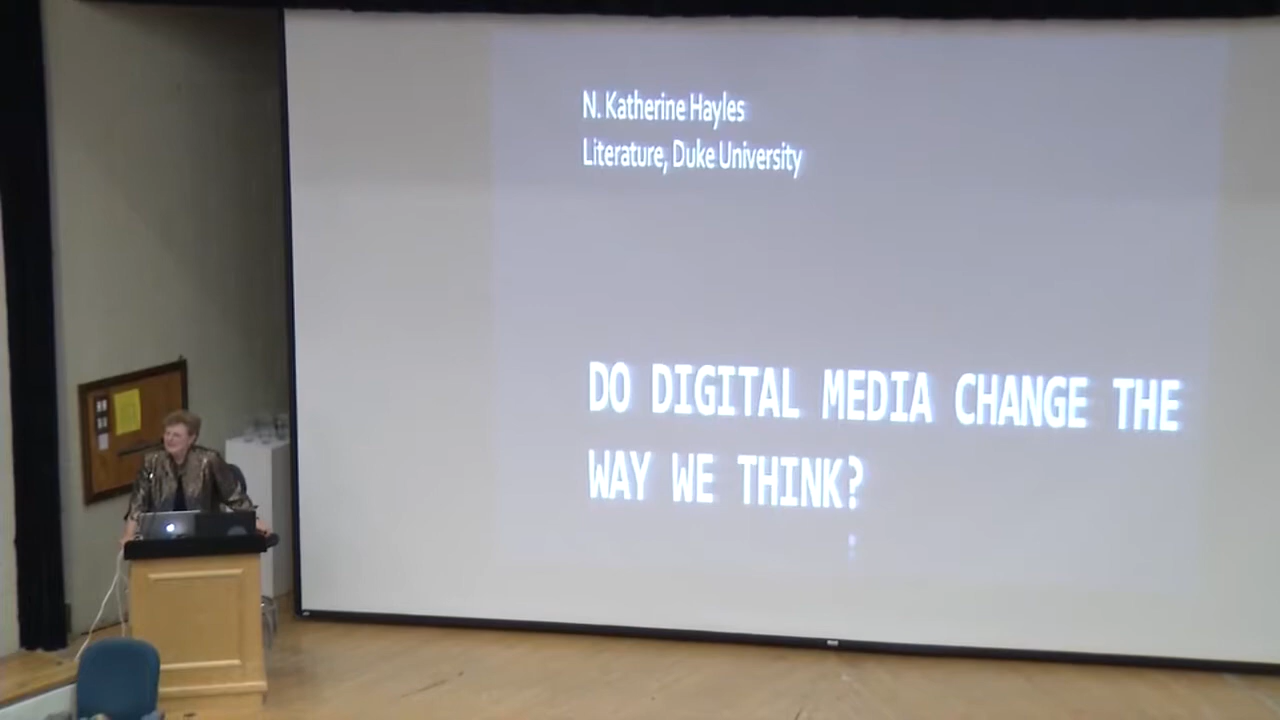 N. Katherine Hayles
Literature, Duke University
DO DIGITAL MEDIA CHANGE THE
WAY WE THINK?